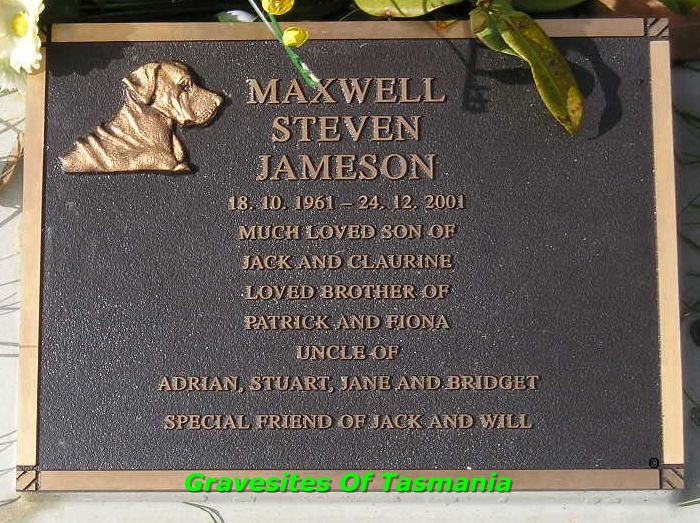 MAXWELL
STEVEN
JAMESON
18. 10. 1961 – 24. 12. 2001
MUCH LOVED SON OF
JACK AND CLAURINE
LOVED BROTHER OF
PATRICK AND FIONA
UNCLE OF
ADRIAN, STUART, JANE AND BRIDGET
SPECIAL FRIEND OF JACK AND WILL
Gravesites Of Tasmania